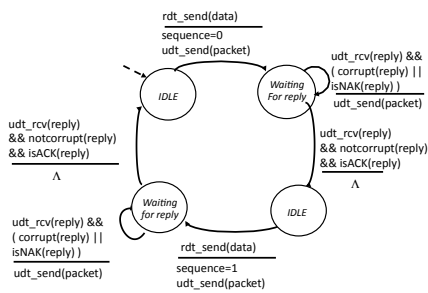 rdt_send(data)
sequence=0
udt_send(packet)
IDLE
Waiting
For reply
udt_rcv(reply) &&
( corrupt(reply) ||
isNAK(reply) )
udt_send(packet)
udt_rcv(reply)
&& notcorrupt(reply)
&& isACK(reply)
Λ
udt_rcv(reply)
&& notcorrupt(reply)
&& isACK(reply)
Λ
Waiting
for reply
IDLE
udt_rcv(reply) &&
( corrupt(reply) ||
isNAK(reply) )
udt_send(packet)
rdt_send(data)
sequence=1
udt_send(packet)